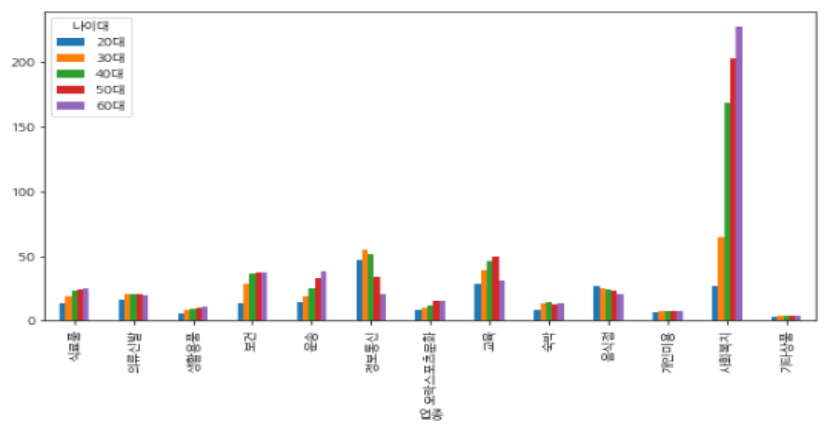 나이대
20대
30대
40대
50대
60대
200
150
100
50
0
식료품
의류신발
생활용품
보건
운송
정보통신
오락스포츠문화
교육
숙박
음식점
개인미용
사회복지
기타상품
업종